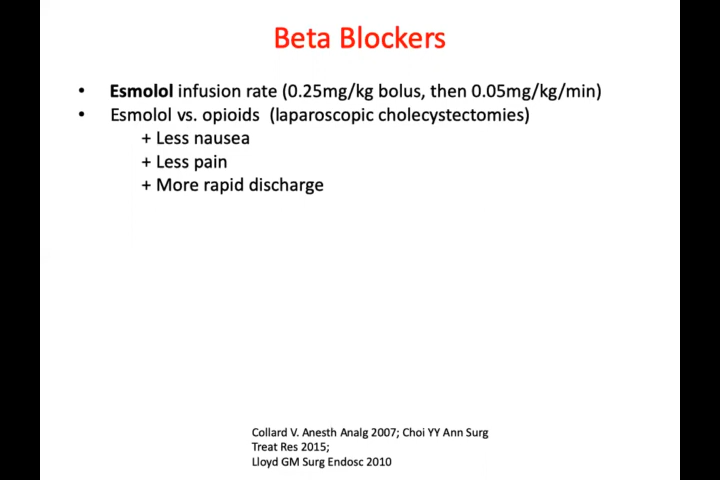 Beta Blockers
• Esmolol infusion rate (0.25mg/kg bolus, then 0.05mg/kg/min)
• Esmolol vs. opioids (laparoscopic cholecystectomies)
+ Less nausea
+ Less pain
+ More rapid discharge
Collard V. Anesth Analg 2007; Choi YY Ann Surg
Treat Res 2015;
Lloyd GM Surg Endosc 2010